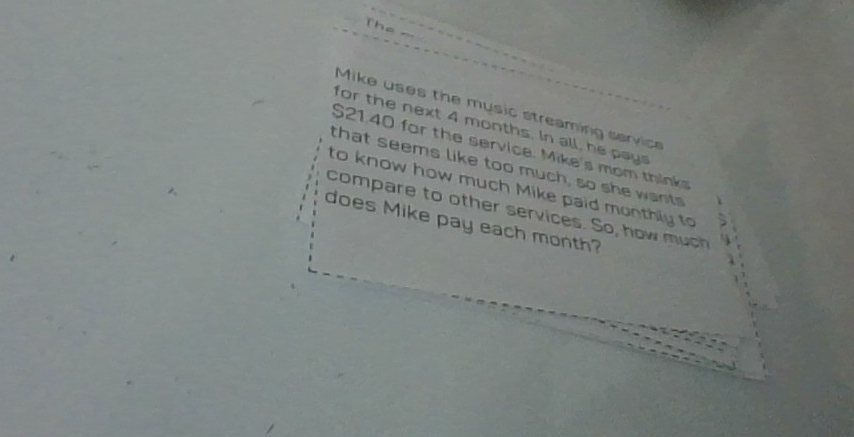 The
Mike uses the music streaming service
for the next 4 months. In all, he pays
$21.40 for the service. Mike's mom thinks
that seems like too much, so she wants
to know how much Mike paid monthly to
compare to other services. So, how much
does Mike pay each month?